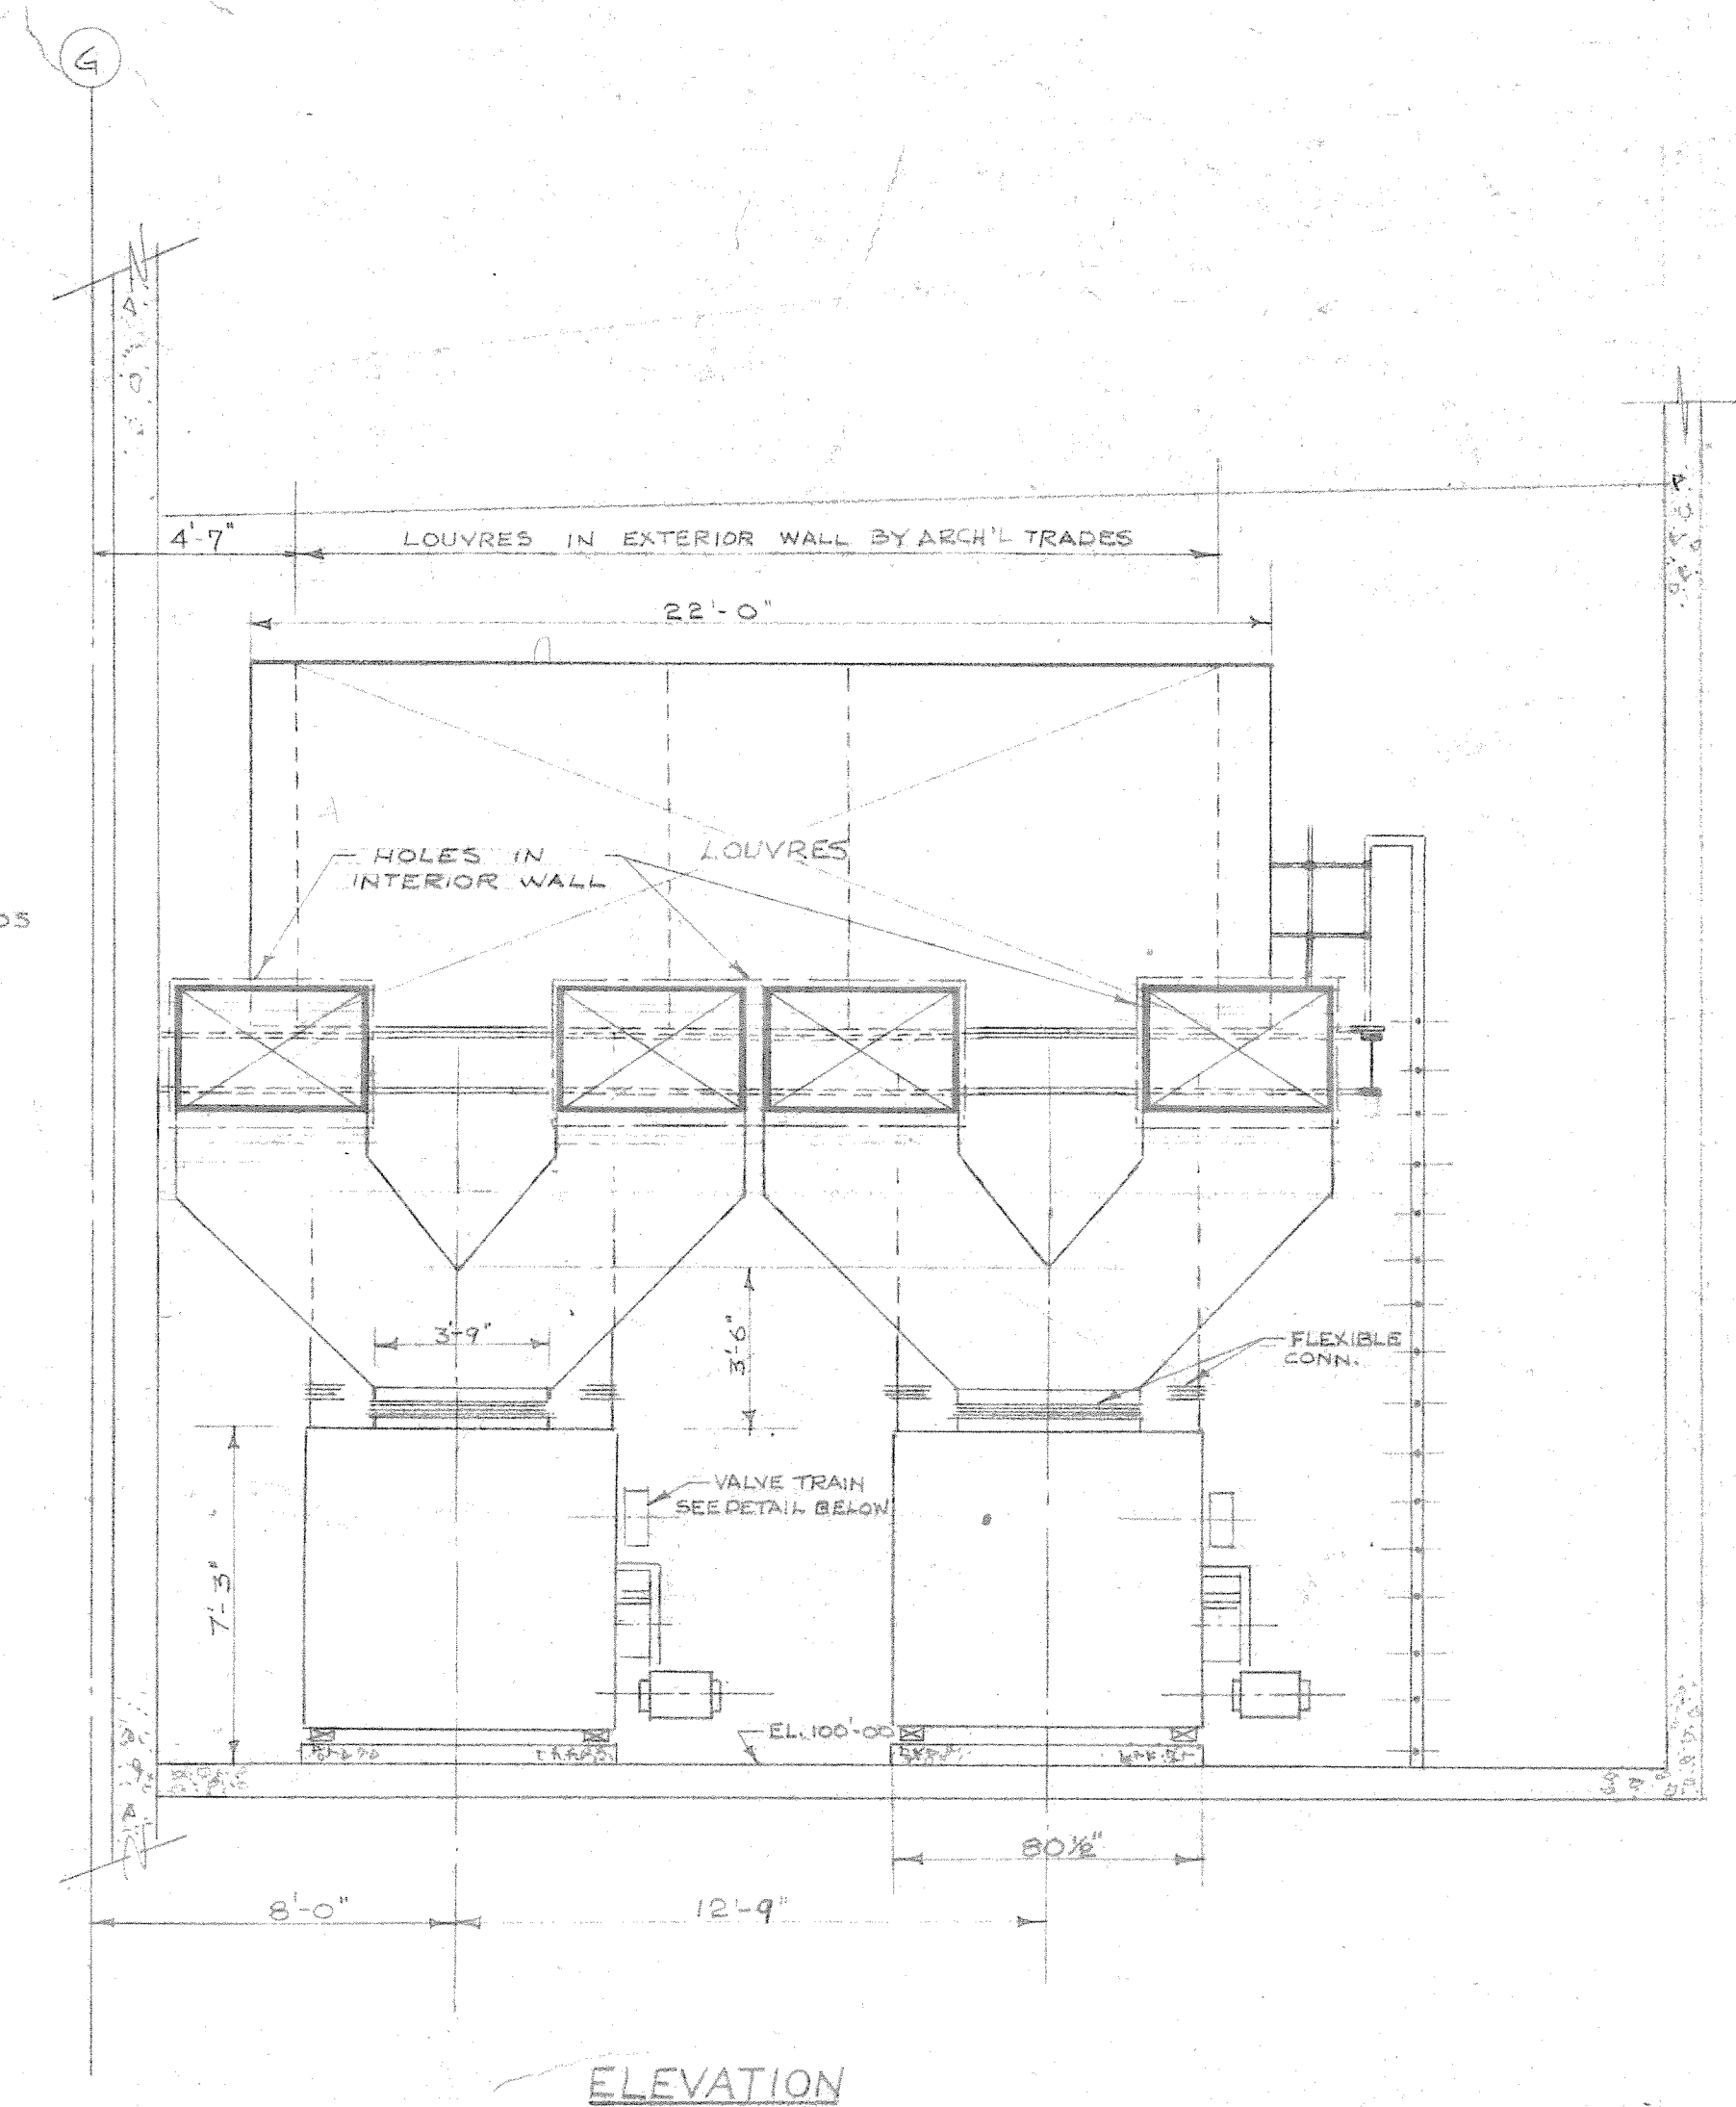 G
4'-7"
LOUVRES IN EXTERIOR WALL BY ARCH'L TRADES
22'-0"
HOLES IN
INTERIOR WALL
LOUVRES
OS
3'-9"
3'-6"
FLEXIBLE
CONN.
VALVE TRAIN
SEE DETAIL BELOW
7'-3"
EL. 100'-00
80½"
8'-0"
12'-9"
ELEVATION